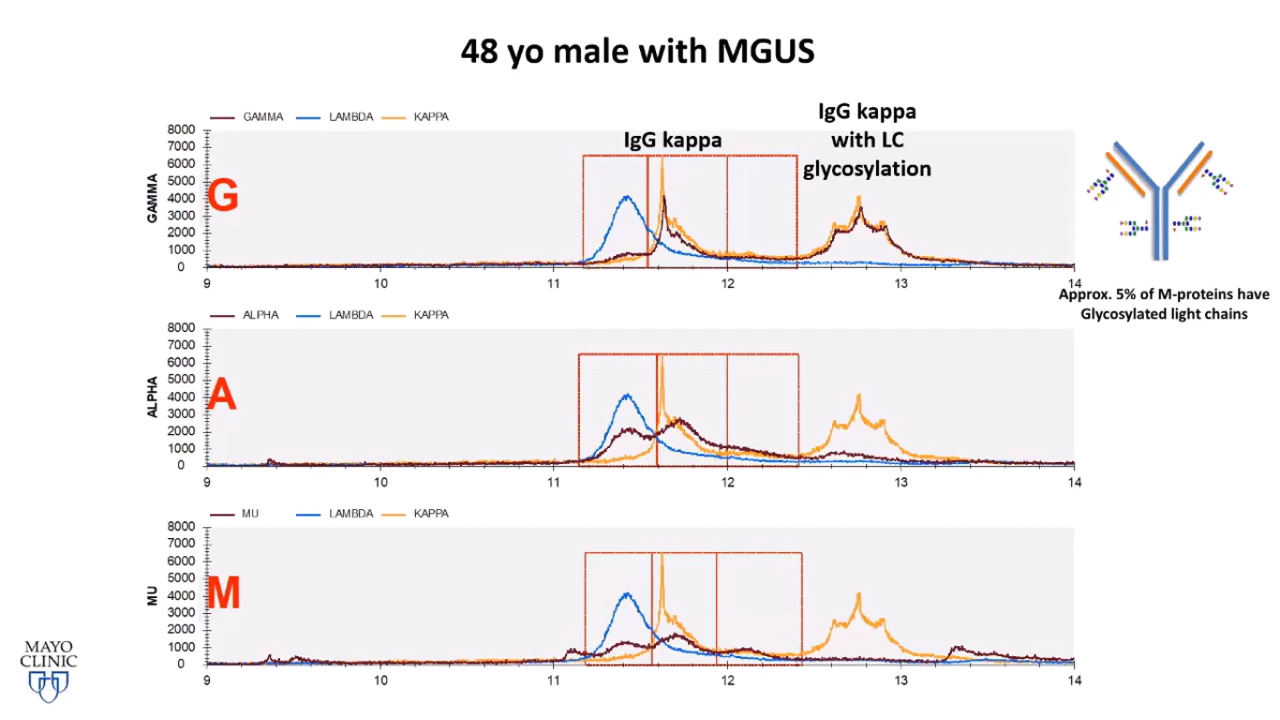 48 yo male with MGUS
GAMMA LAMBDA KAPPA
IgG kappa
IgG kappa
with LC
glycosylation
G
GAMMA
8000
7000
6000
5000
4000
3000
2000
1000
0
9 10 11 12 13 14
Approx. 5% of M-proteins have
Glycosylated light chains
ALPHA LAMBDA KAPPA
A
ALPHA
8000
7000
6000
5000
4000
3000
2000
1000
0
9 10 11 12 13 14
MU LAMBDA KAPPA
M
MU
8000
7000
6000
5000
4000
3000
2000
1000
0
9 10 11 12 13 14
MAYO
CLINIC